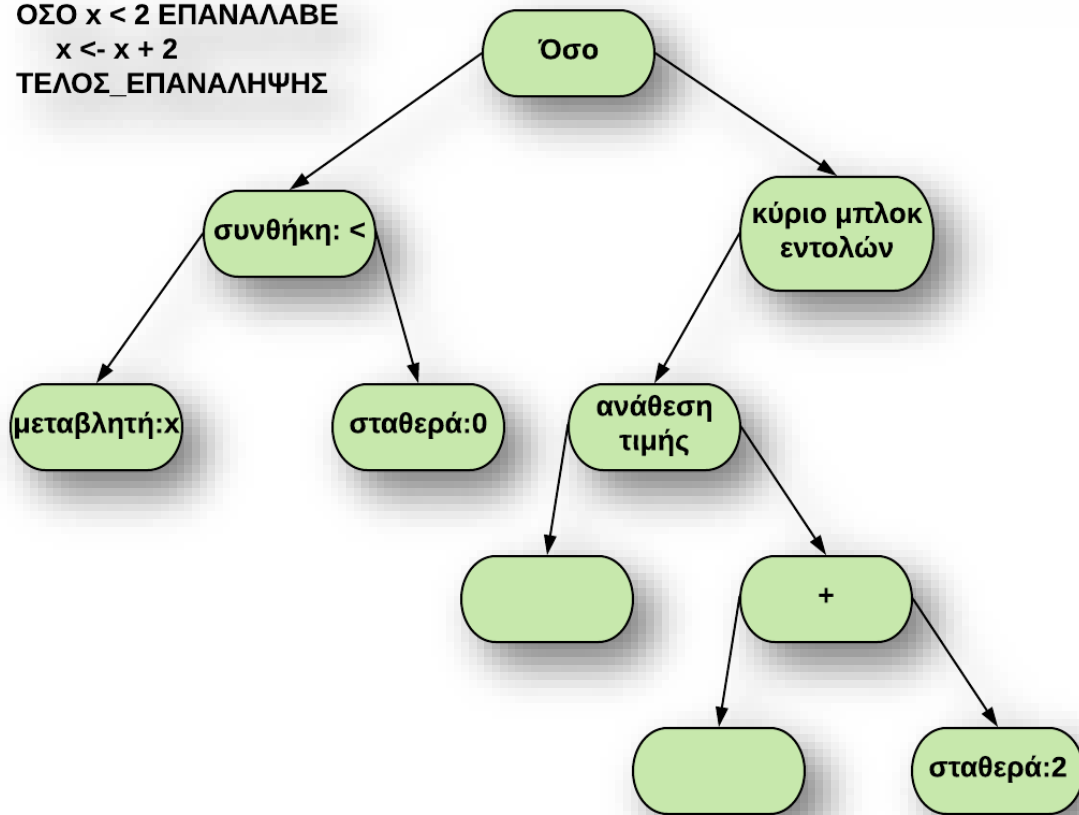 ΟΣΟ x < 2 ΕΠΑΝΑΛΑΒΕ
x <- x + 2
ΤΕΛΟΣ_ΕΠΑΝΑΛΗΨΗΣ
Όσο
συνθήκη: <
κύριο μπλοκ
εντολών
μεταβλητή:x
σταθερά:0
ανάθεση
τιμής
+
σταθερά:2